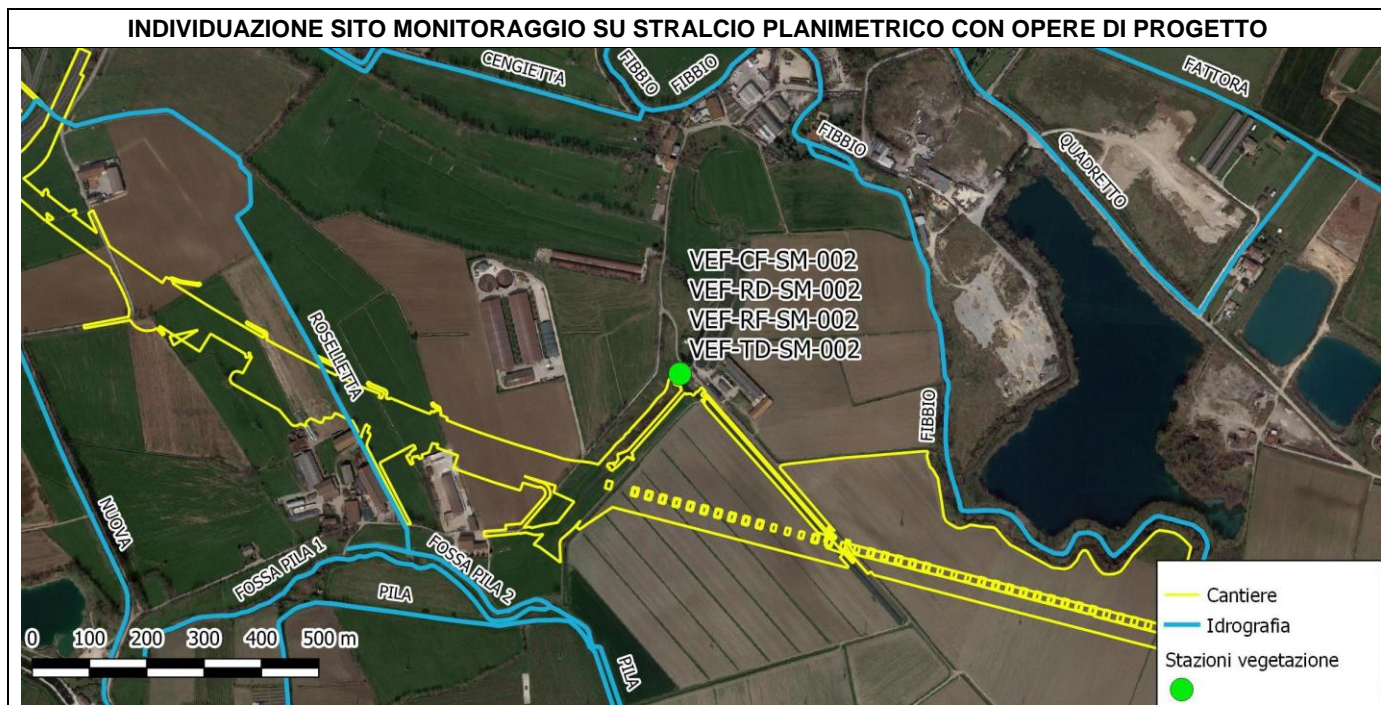 INDIVIDUAZIONE SITO MONITORAGGIO SU STRALCIO PLANIMETRICO CON OPERE DI PROGETTO
CENGIETTA
FIBBIO
FIBBIO
FATTORA
FIBBIO
QUADRETTO
VEF-CF-SM-002
VEF-RD-SM-002
VEF-RF-SM-002
VEF-TD-SM-002
ROSELLETTA
FIBBIO
NUOVA
FOSSA PILA 1
FOSSA PILA 2
PILA
PILA
0 100 200 300 400 500 m
Cantiere
Idrografia
Stazioni vegetazione